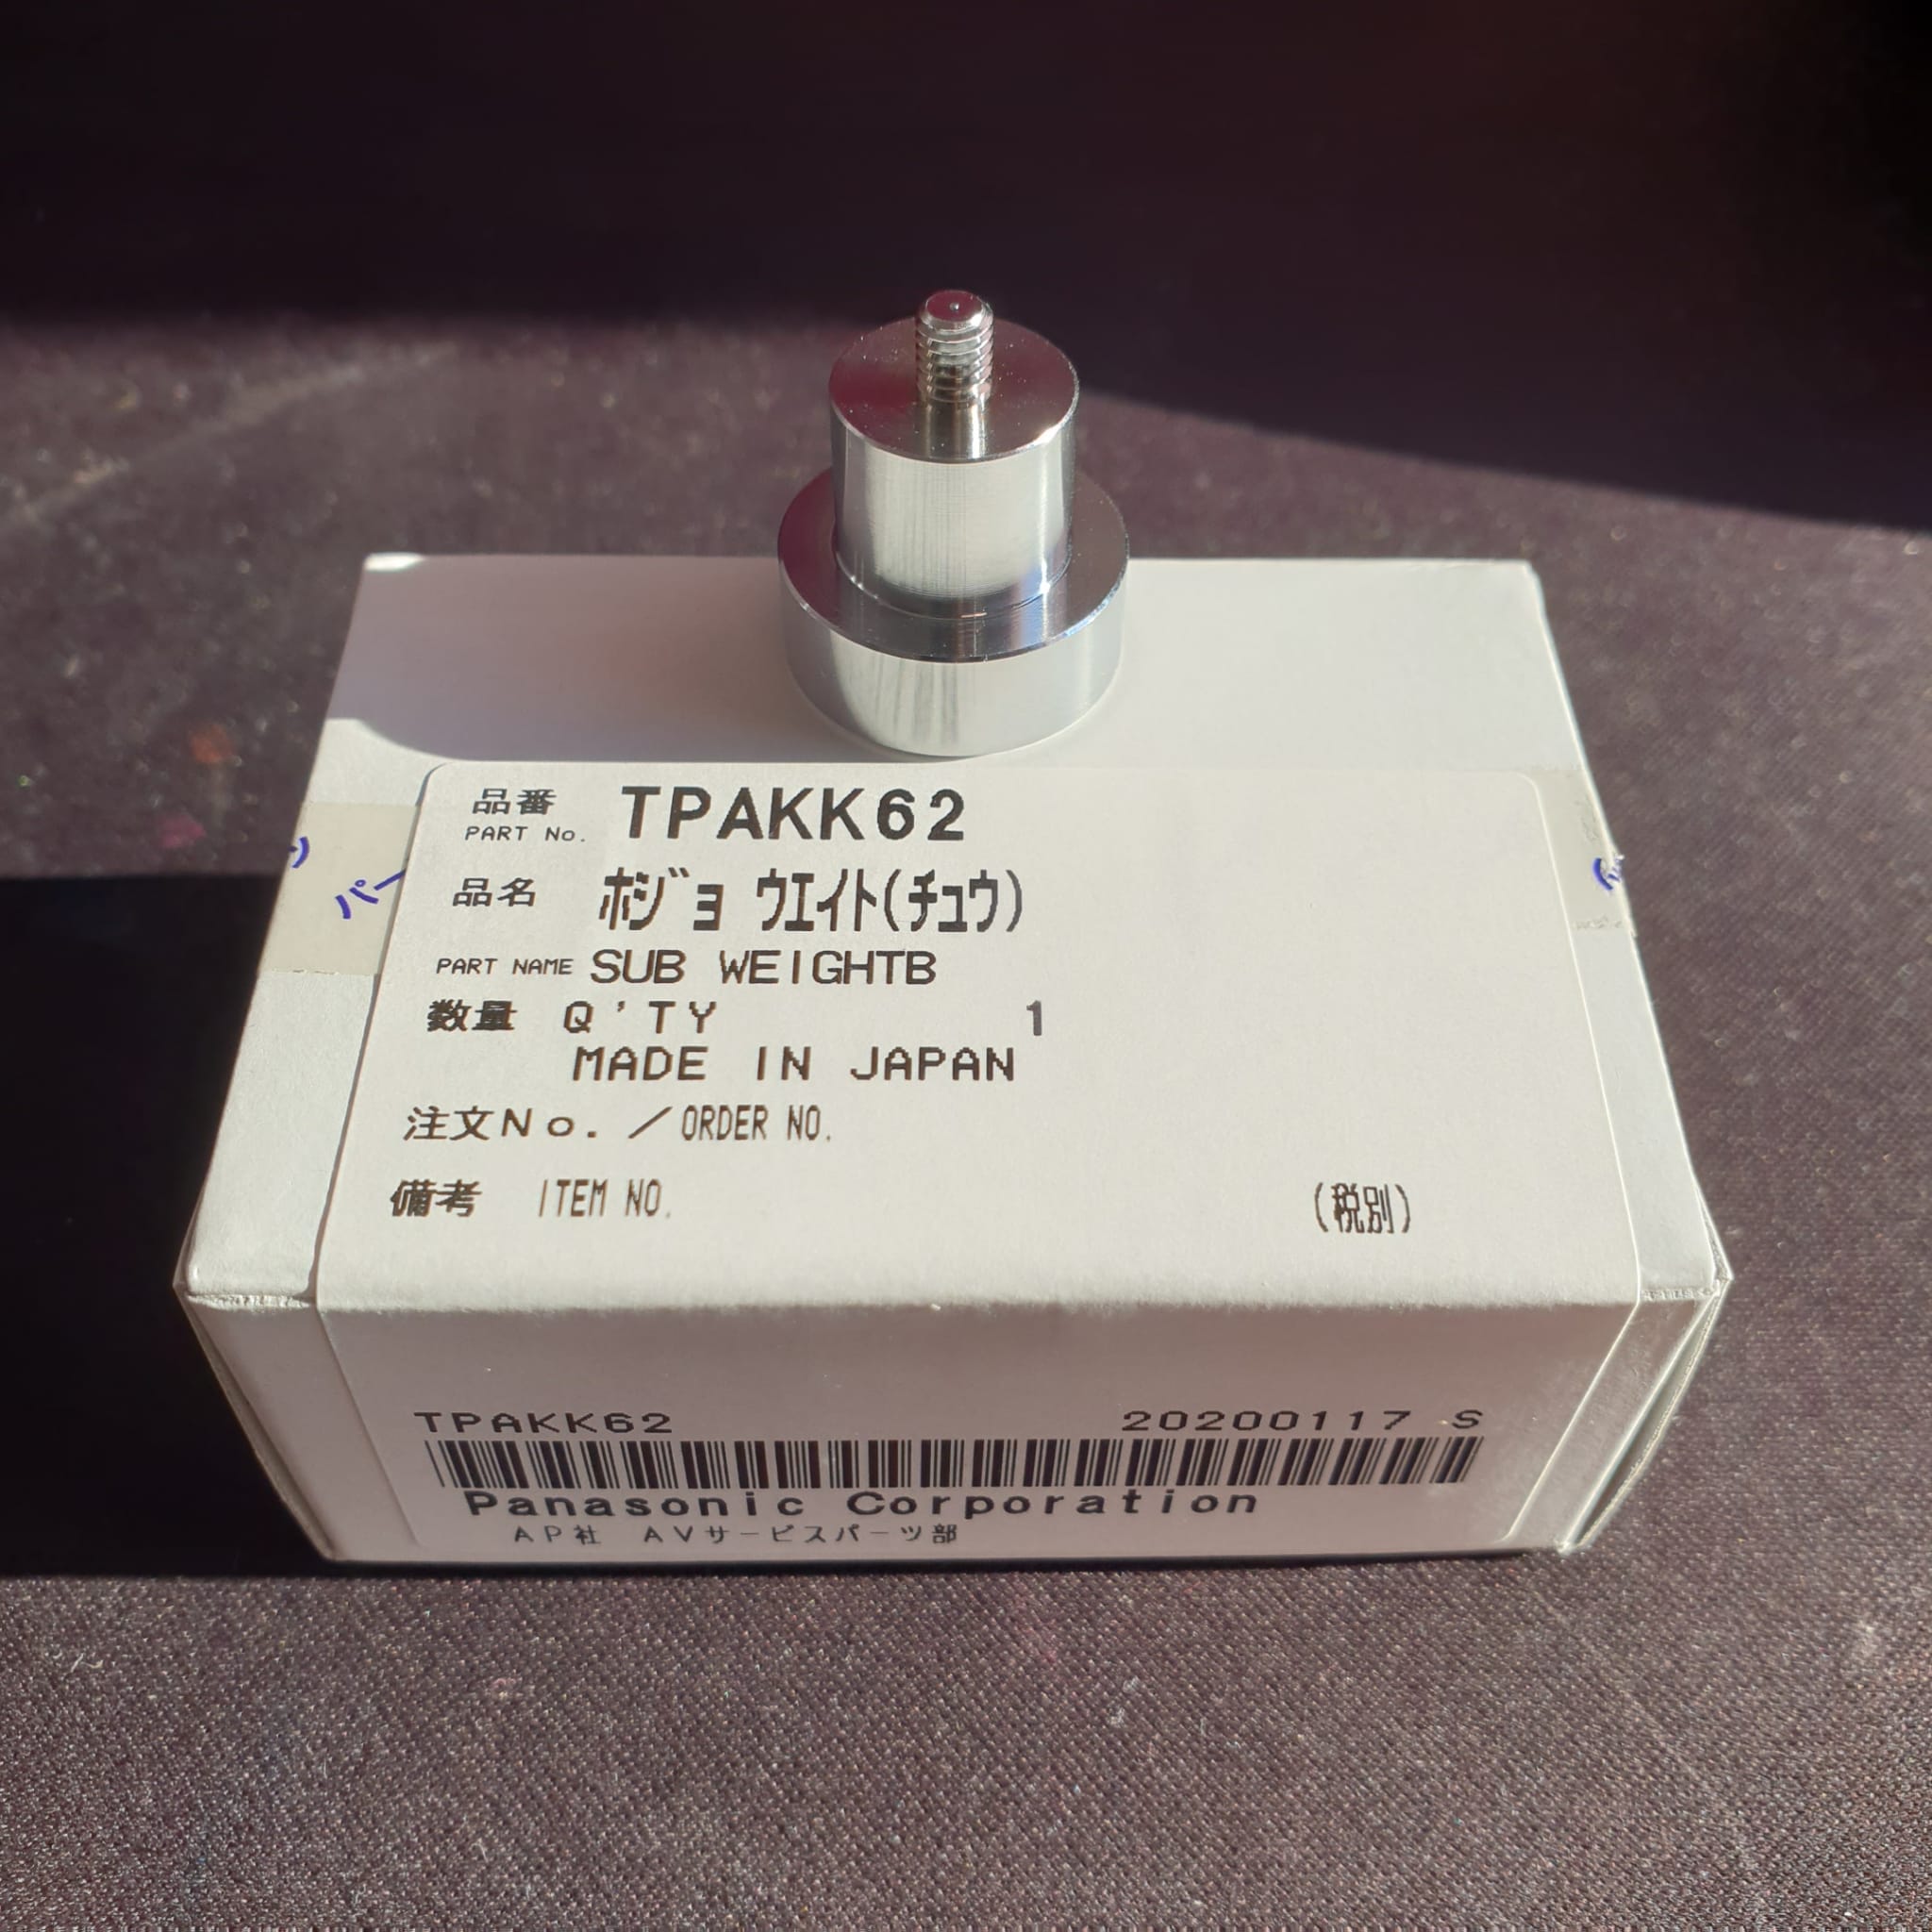 品番 TPAKK62
PART No.
品名 ホジョ ウエイト(チュウ)
PART NAME SUB WEIGHTB
数量 Q'TY 1
MADE IN JAPAN
注文No./ORDER NO.
備考 ITEM NO. (税別)
パー
TPAKK62 20200117 S
Panasonic Corporation
AP社 AVサービスパーツ部